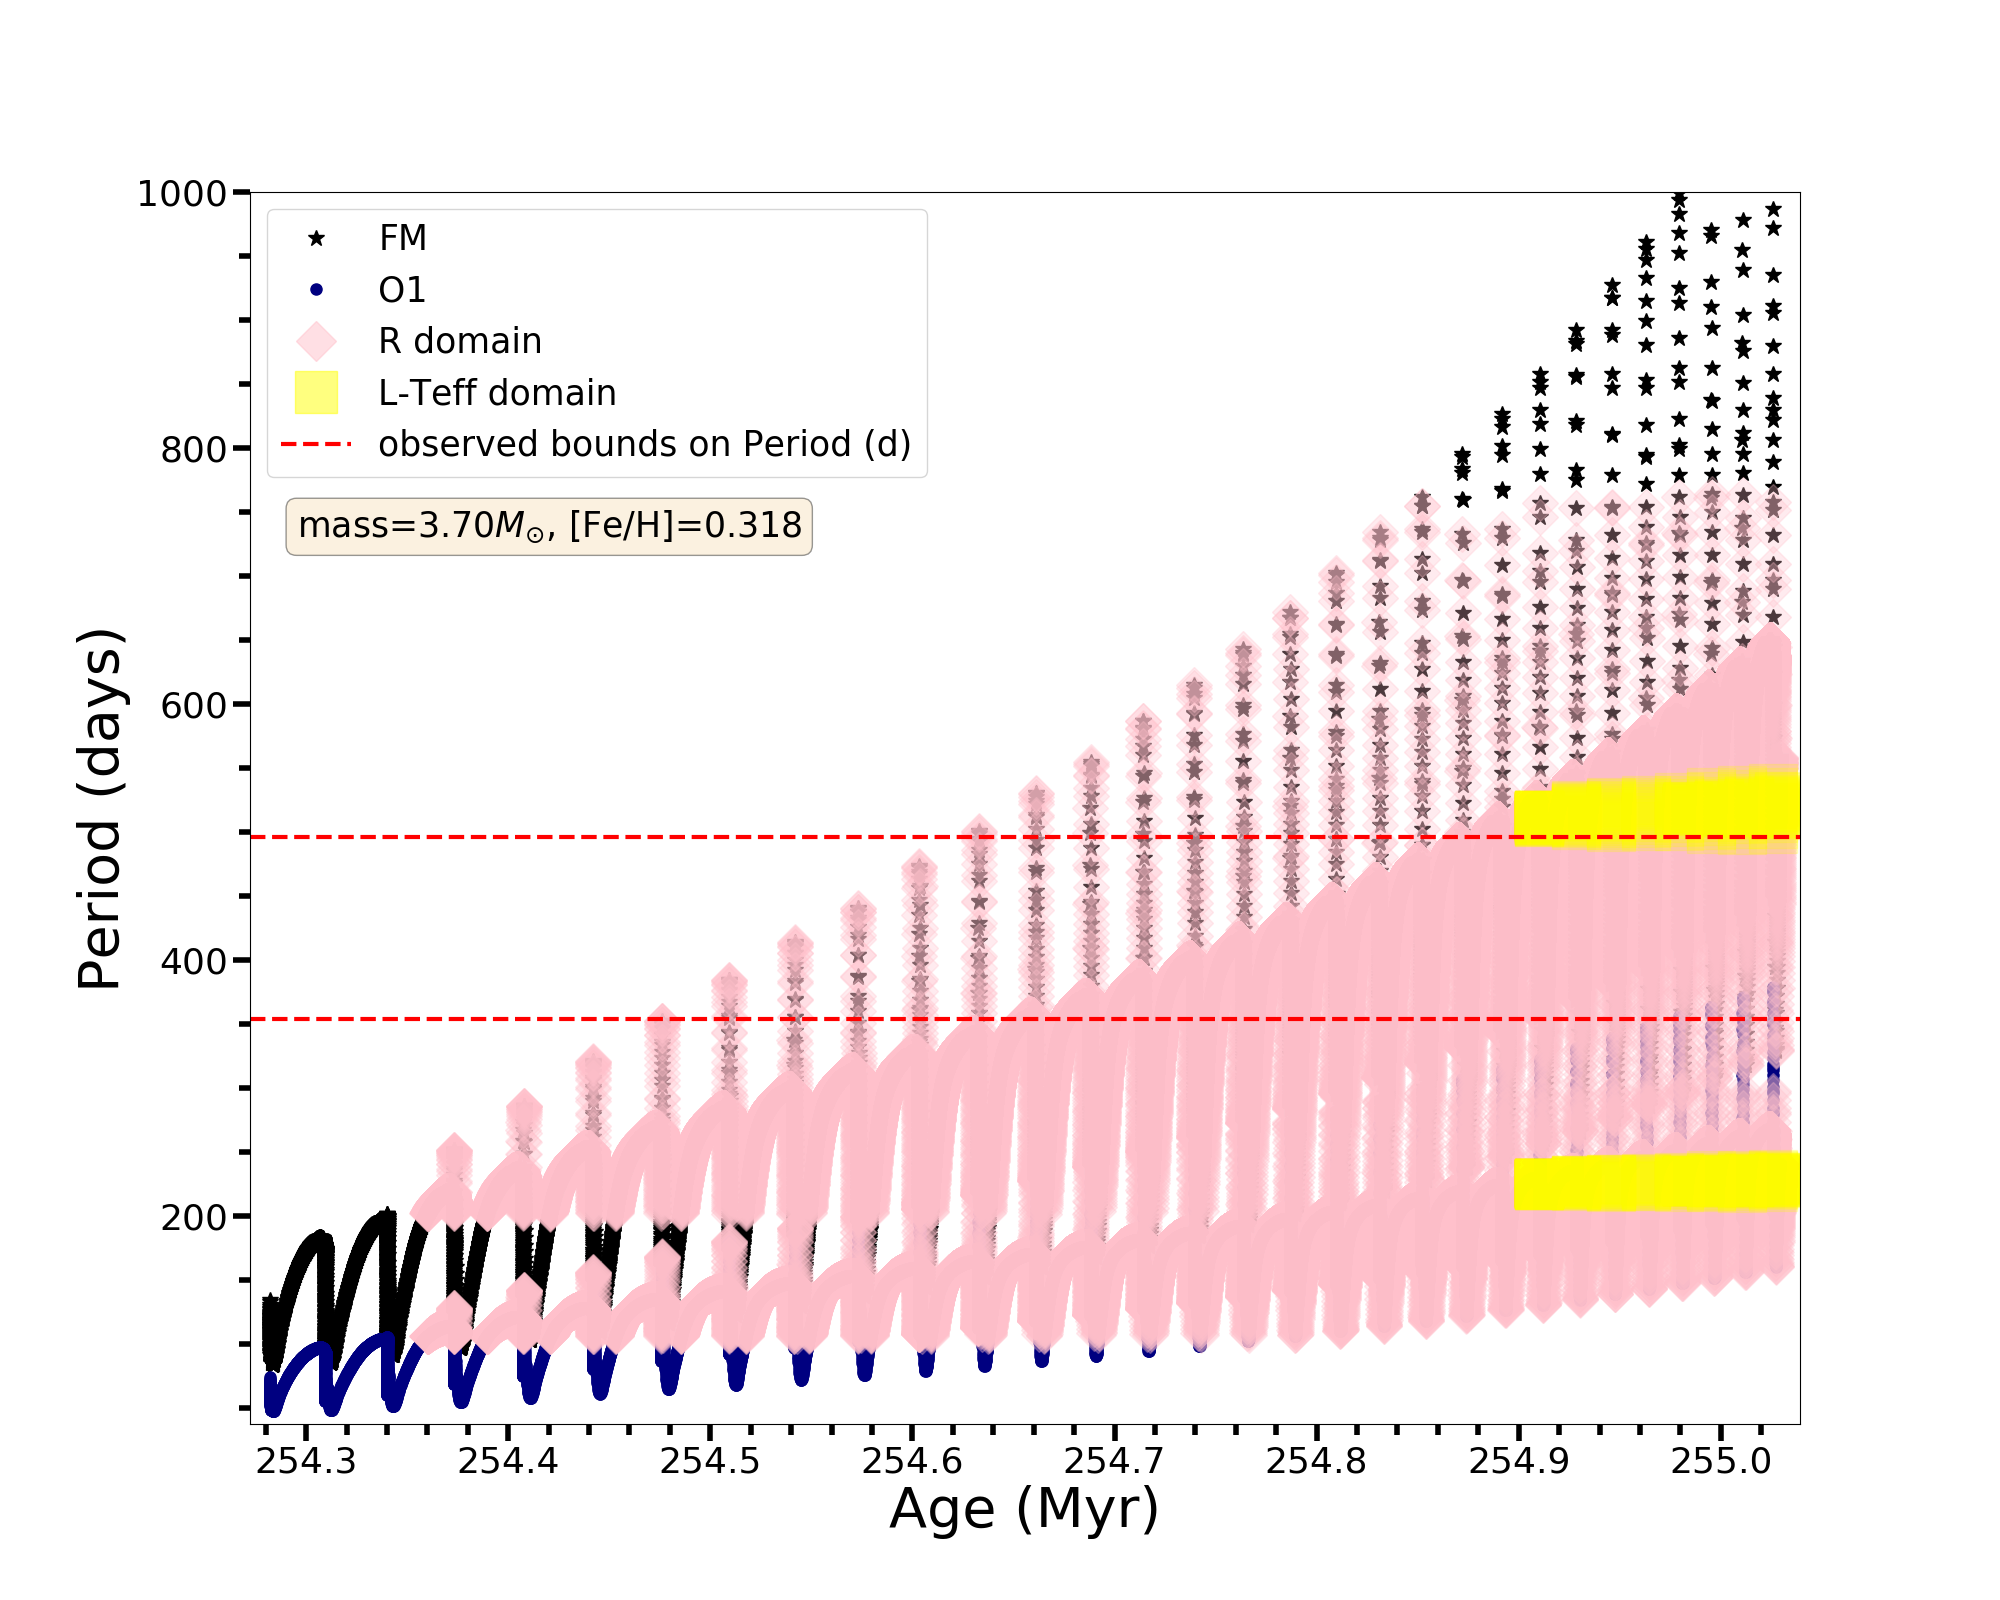 1000
800
600
400
200
Period (days)
FM
O1
R domain
L-Teff domain
observed bounds on Period (d)
mass=3.70M⊙, [Fe/H]=0.318
254.3 254.4 254.5 254.6 254.7 254.8 254.9 255.0
Age (Myr)